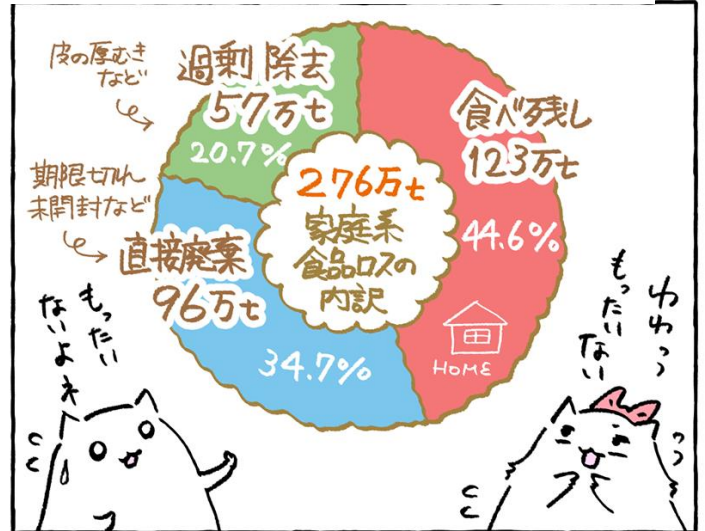 皮の厚むき
など
過剰除去
57万t
20.7%
食べ残し
123万t
44.6%
期限切れ
未開封など
直接廃棄
96万t
34.7%
276万t
家庭系
食品ロスの
内訳
HOME
わわっ
もったい
ない
もったい
ないよネ